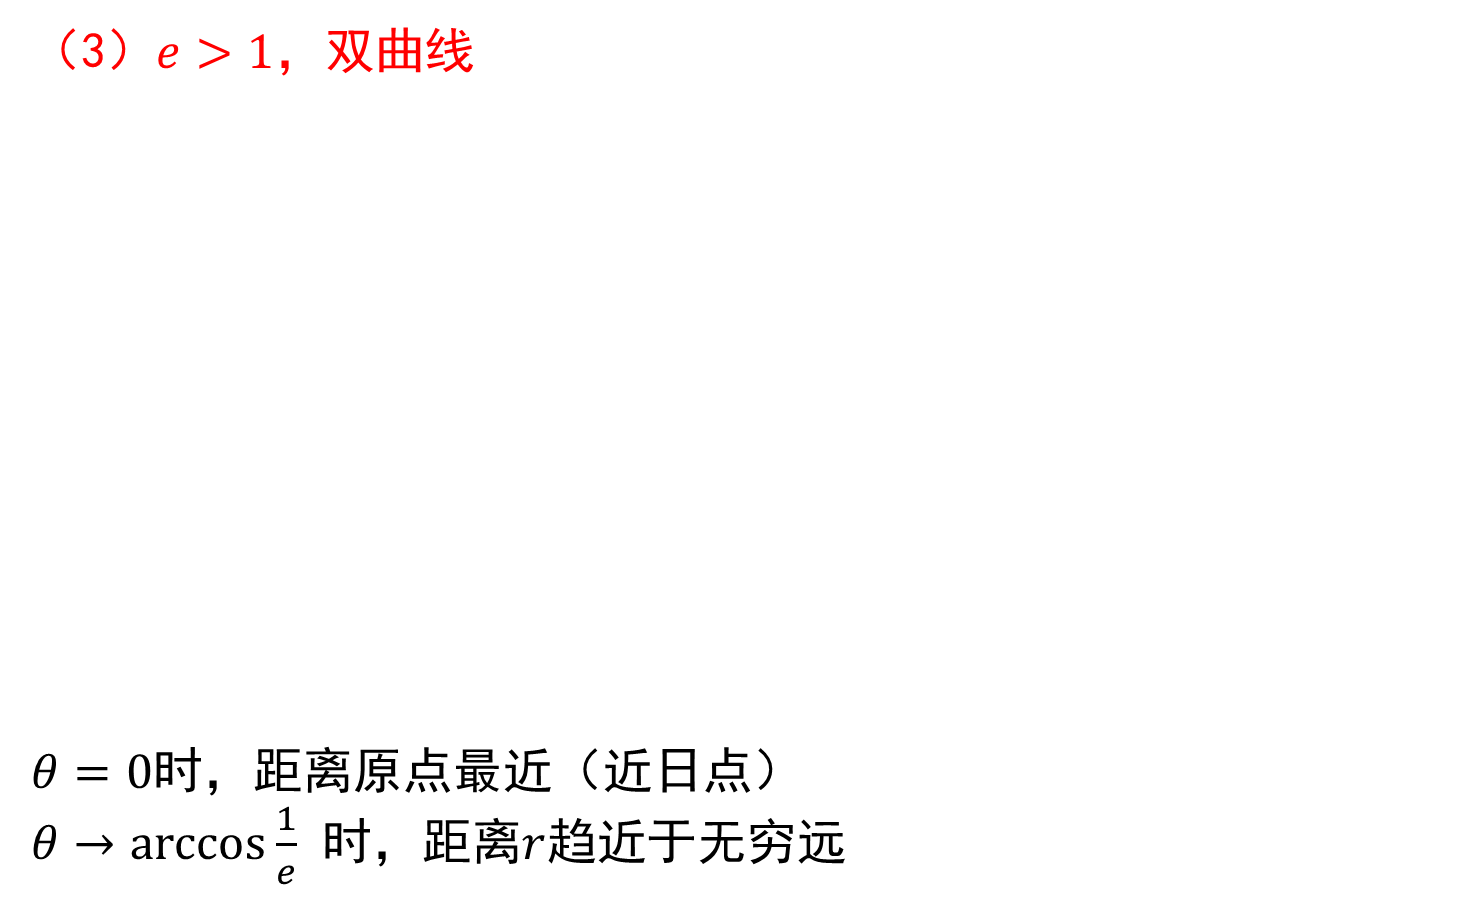 （3）𝑒 > 1，双曲线
𝜃 = 0时，距离原点最近（近日点）
𝜃 → arccos 1/𝑒 时，距离𝑟趋近于无穷远